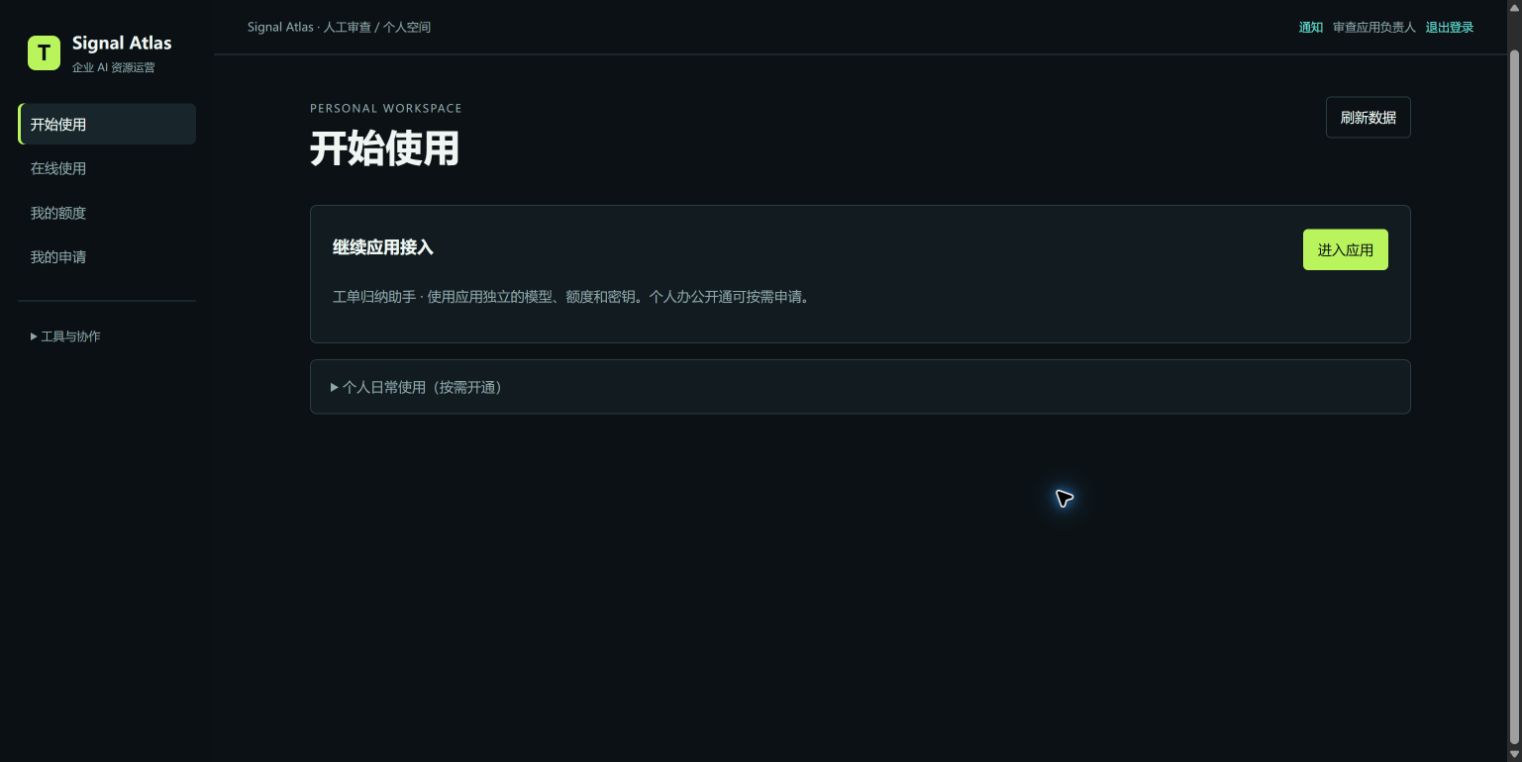 T
Signal Atlas
企业 AI 资源运营
开始使用
在线使用
我的额度
我的申请
▶ 工具与协作
Signal Atlas · 人工审查 / 个人空间
通知 审查应用负责人 退出登录
PERSONAL WORKSPACE
开始使用
刷新数据
继续应用接入
进入应用
工单归纳助手 · 使用应用独立的模型、额度和密钥。个人办公开通可按需申请。
▶ 个人日常使用（按需开通）